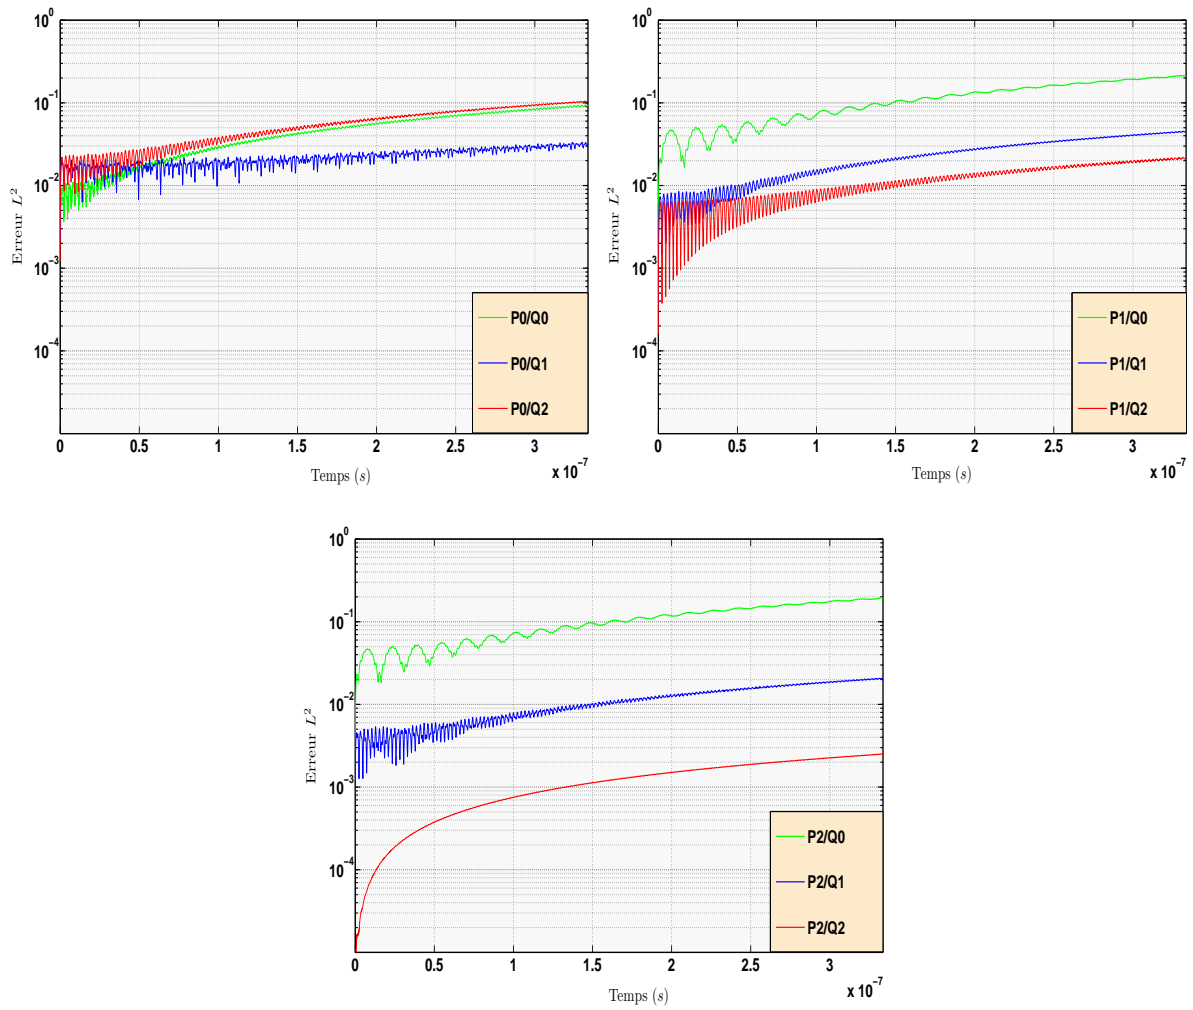 10^0
10^-1
10^-2
10^-3
10^-4
Erreur L^2
0 0.5 1 1.5 2 2.5 3
x 10^-7
Temps (s)
P0/Q0
P0/Q1
P0/Q2
10^0
10^-1
10^-2
10^-3
10^-4
Erreur L^2
0 0.5 1 1.5 2 2.5 3
x 10^-7
Temps (s)
P1/Q0
P1/Q1
P1/Q2
10^0
10^-1
10^-2
10^-3
10^-4
Erreur L^2
0 0.5 1 1.5 2 2.5 3
x 10^-7
Temps (s)
P2/Q0
P2/Q1
P2/Q2